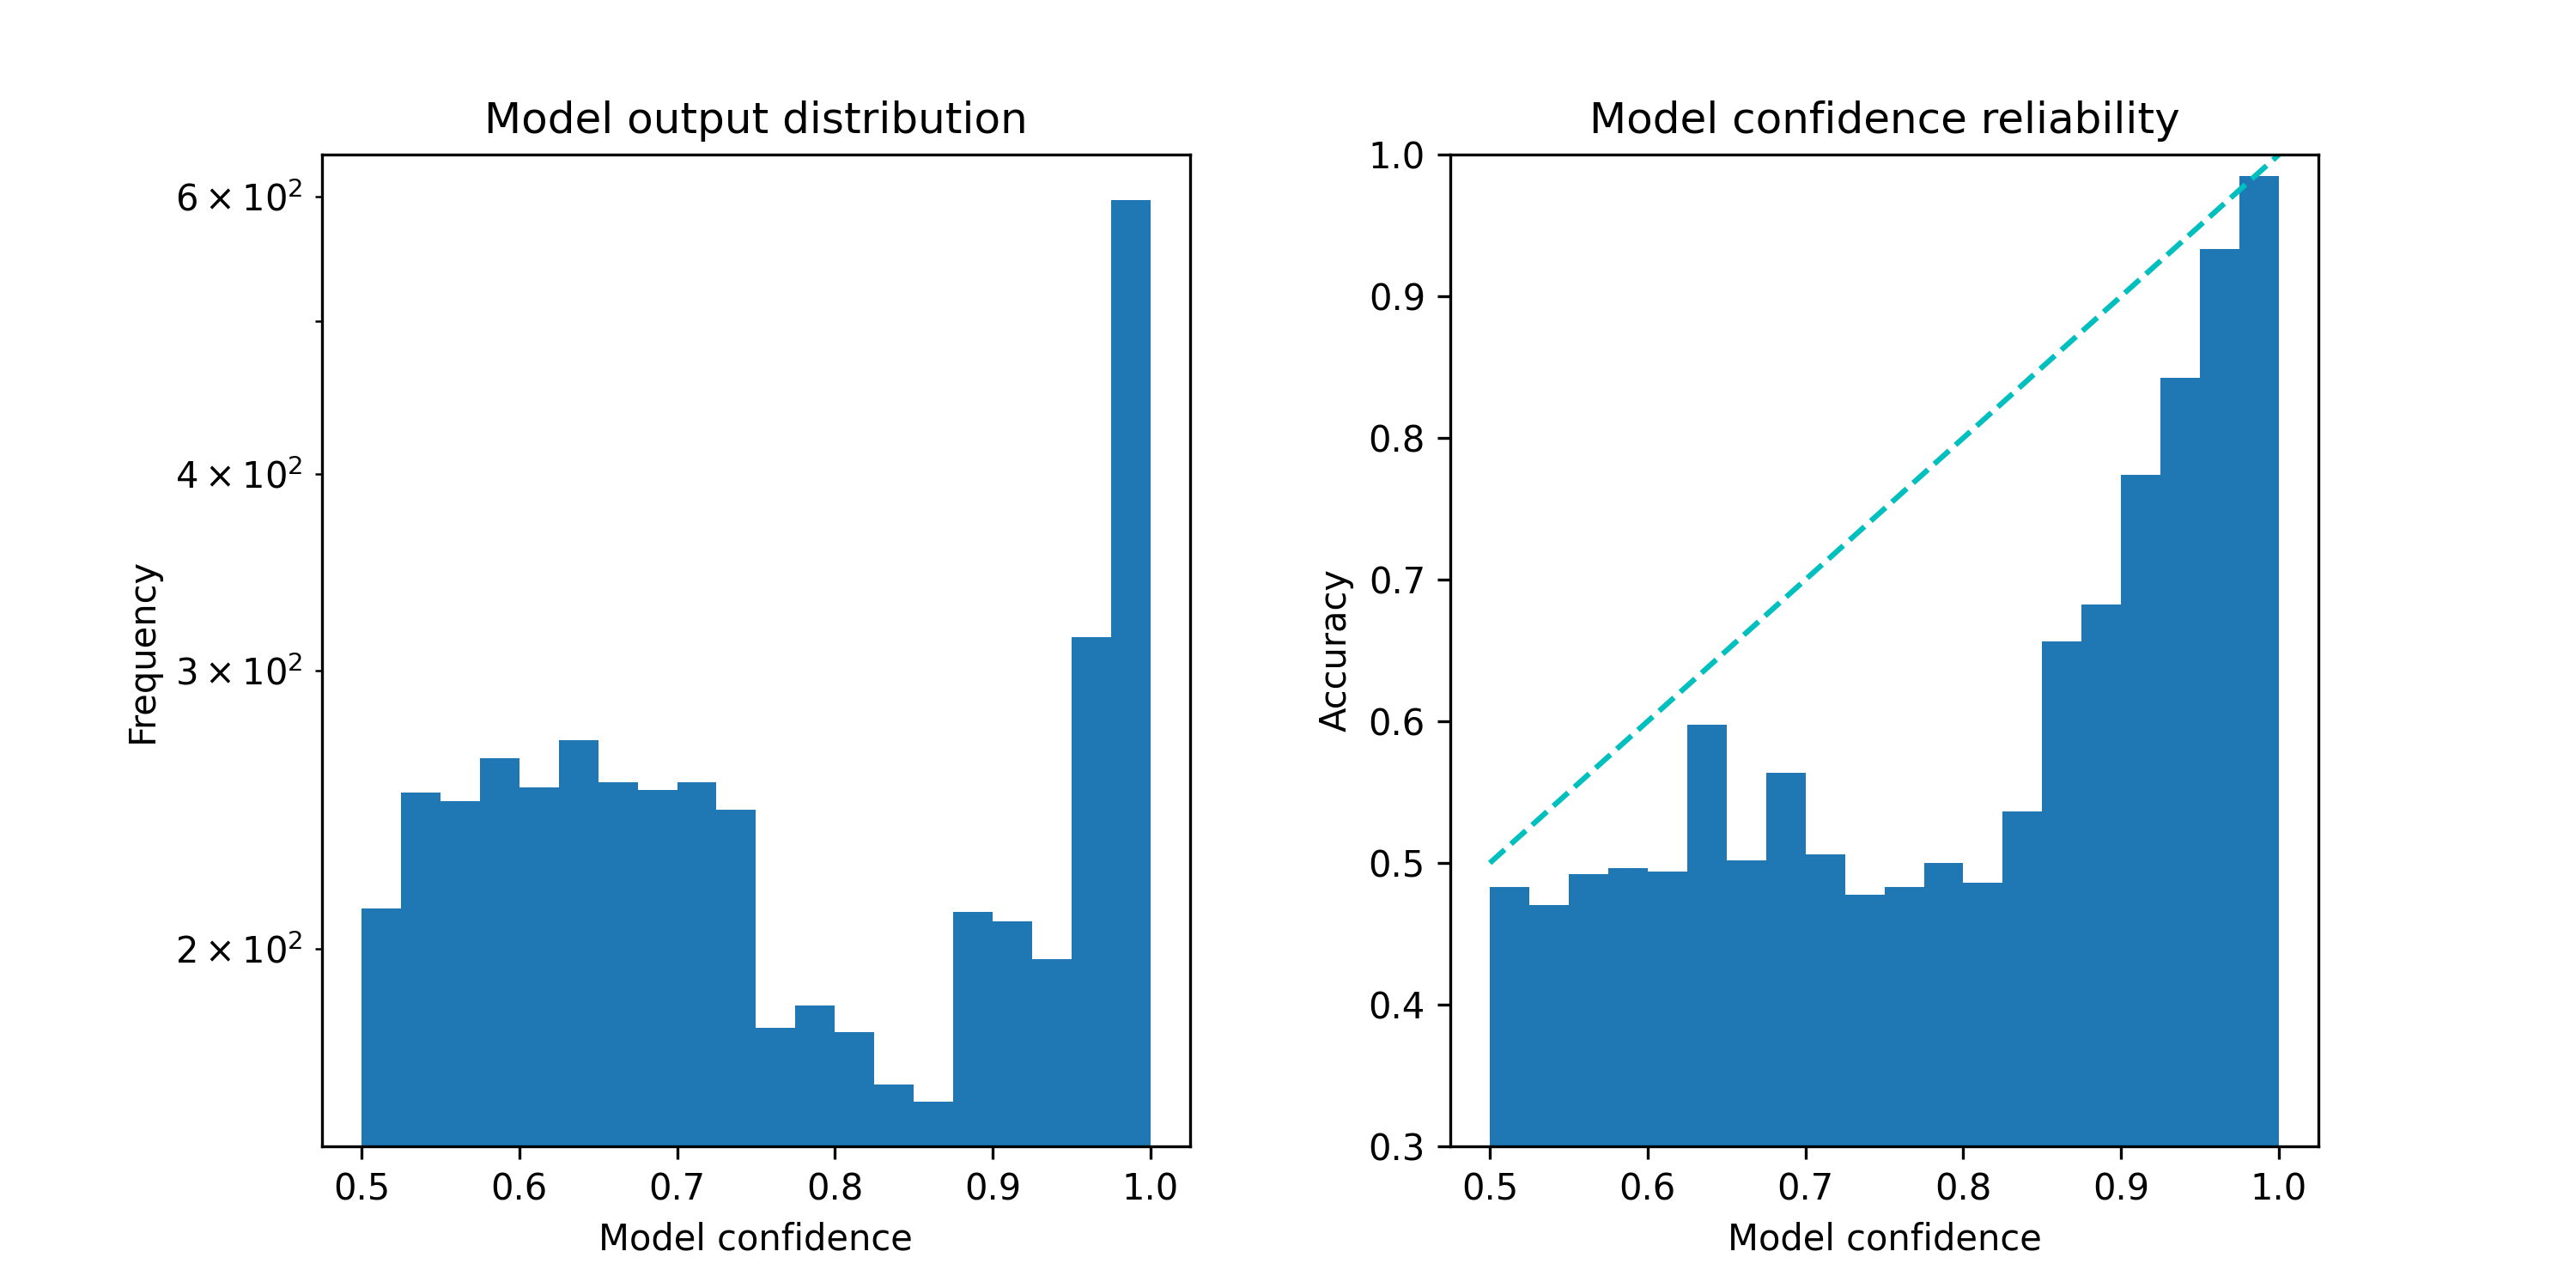 Model output distribution
6 × 10²
4 × 10²
3 × 10²
2 × 10²
Frequency
0.5 0.6 0.7 0.8 0.9 1.0
Model confidence
Model confidence reliability
1.0
0.9
0.8
0.7
0.6
0.5
0.4
0.3
Accuracy
0.5 0.6 0.7 0.8 0.9 1.0
Model confidence